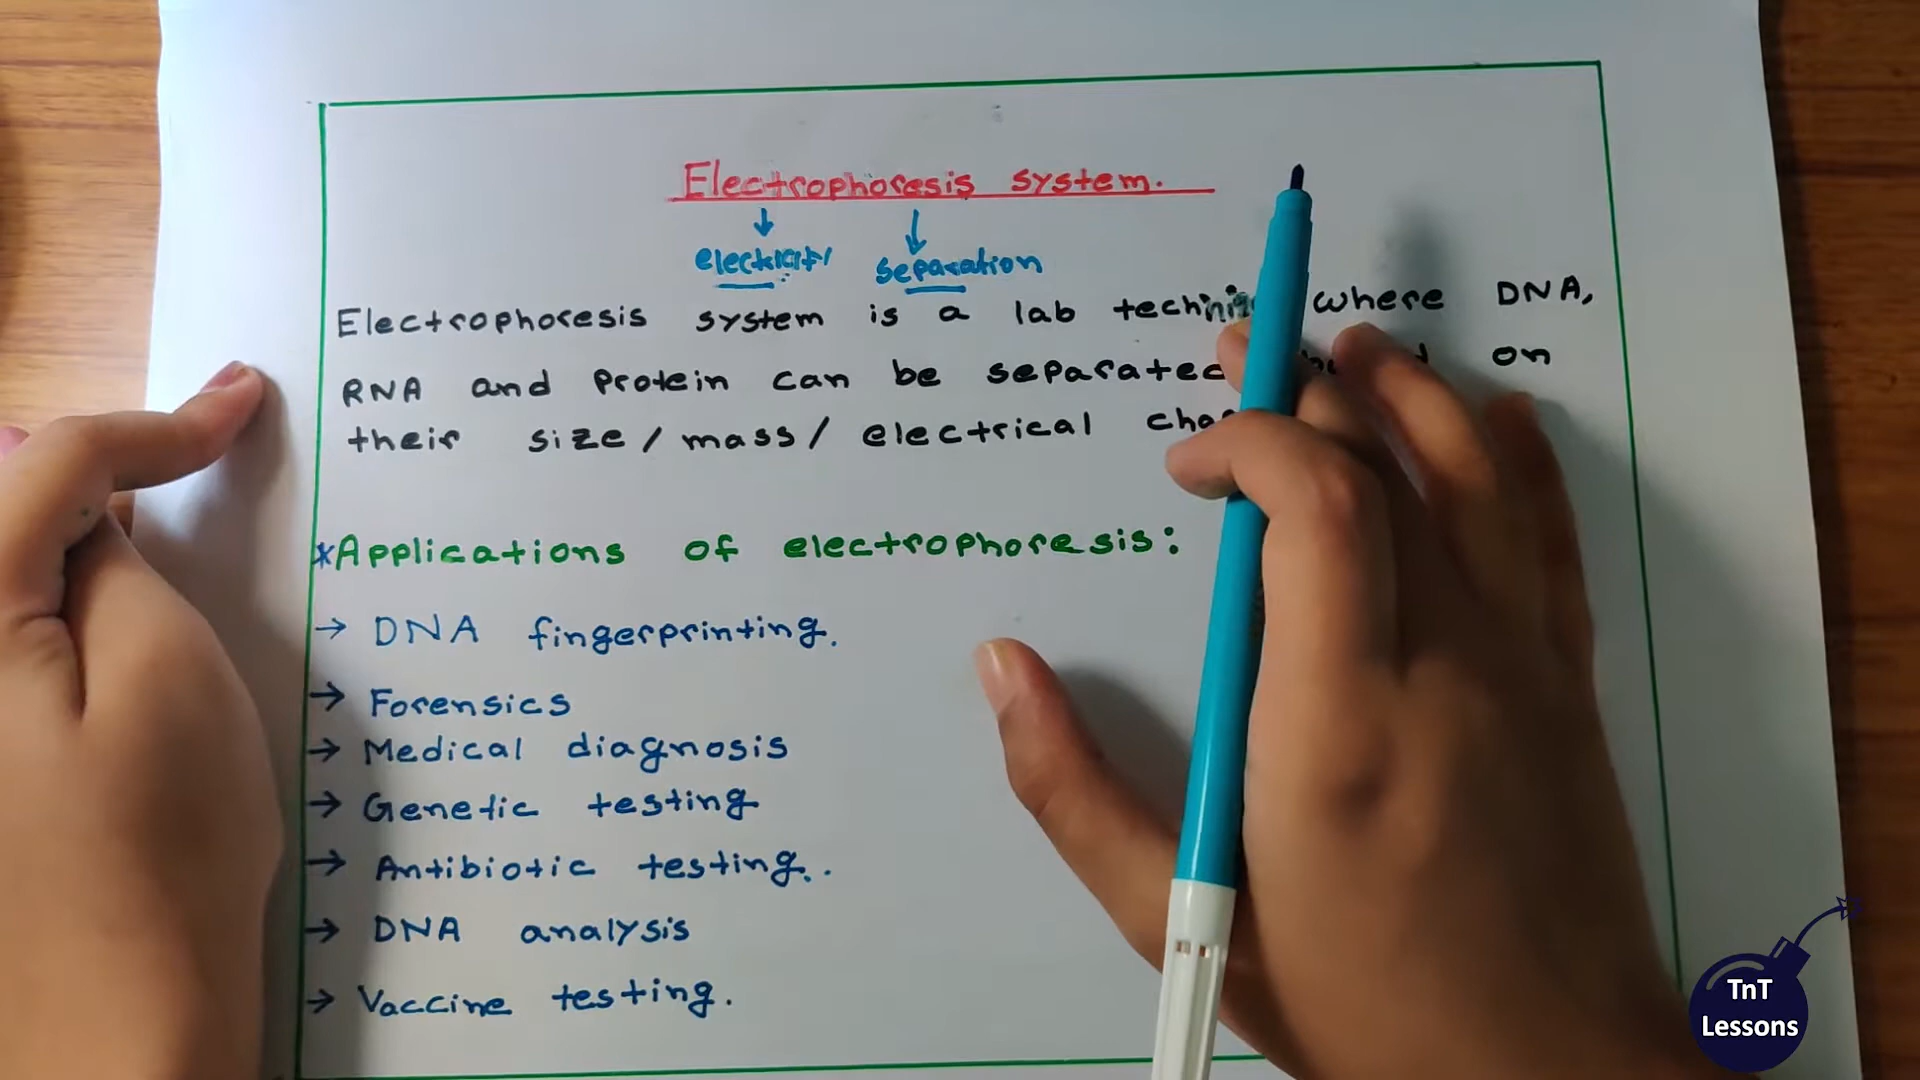 Electrophoresis system.
electricity separation
Electrophoresis system is a lab where DNA,
RNA and Protein can be separated on
their size/mass/ electrical
*Applications of electrophoresis:
→ DNA fingerprinting.
→ Forensics
→ Medical diagnosis
→ Genetic testing
→ Antibiotic testing..
→ DNA analysis
→ Vaccine testing.
TnT
Lessons